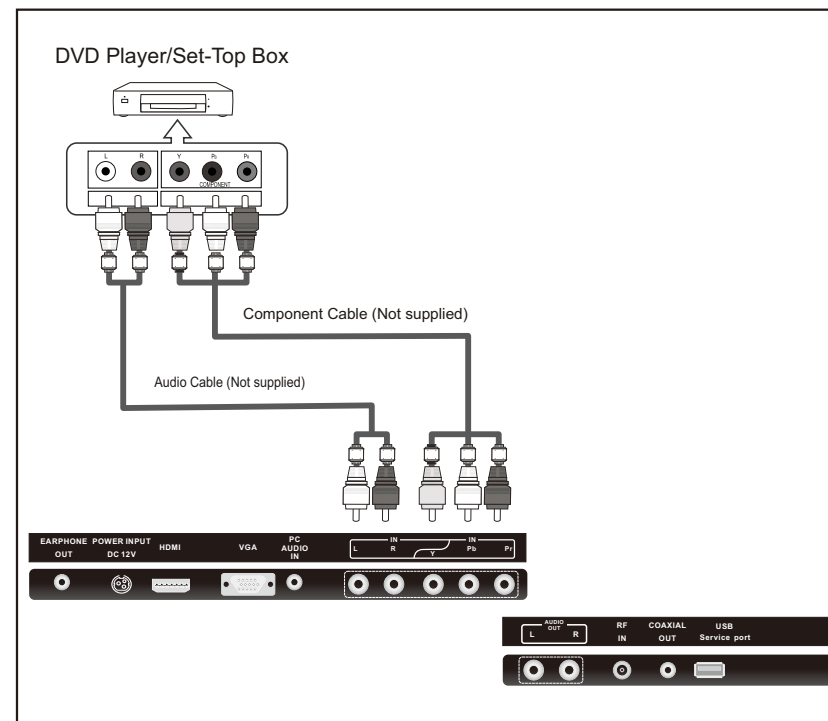 DVD Player/Set-Top Box
L R Y PB PR
COMPONENT
Component Cable (Not supplied)
Audio Cable (Not supplied)
EARPHONE OUT
POWER INPUT DC 12V
HDMI
VGA
PC AUDIO IN
IN IN
L R Y Pb Pr
AUDIO OUT
L R
RF IN
COAXIAL OUT
USB Service port